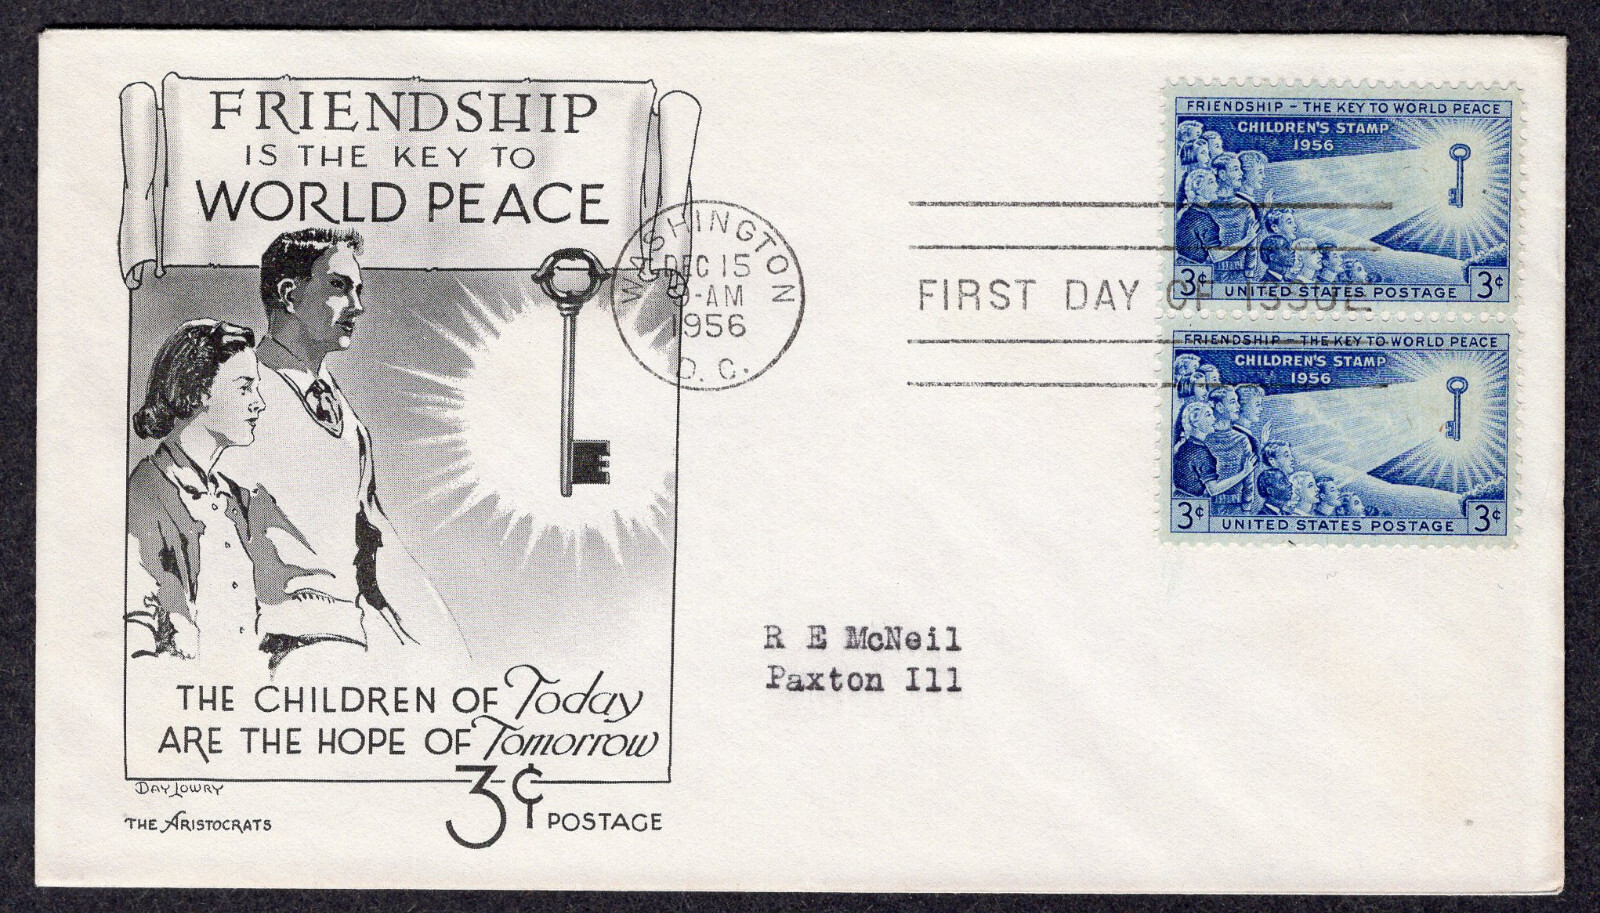 FRIENDSHIP
IS THE KEY TO
WORLD PEACE
THE CHILDREN OF Today
ARE THE HOPE OF Tomorrow
3¢ POSTAGE
DAY LOWRY
THE ARISTOCRATS
WASHINGTON
DEC 15
9-AM
1956
D. C.
FIRST DAY OF ISSUE
FRIENDSHIP – THE KEY TO WORLD PEACE
CHILDREN'S STAMP
1956
3¢ UNITED STATES POSTAGE 3¢
FRIENDSHIP – THE KEY TO WORLD PEACE
CHILDREN'S STAMP
1956
3¢ UNITED STATES POSTAGE 3¢
R E McNeil
Paxton Ill